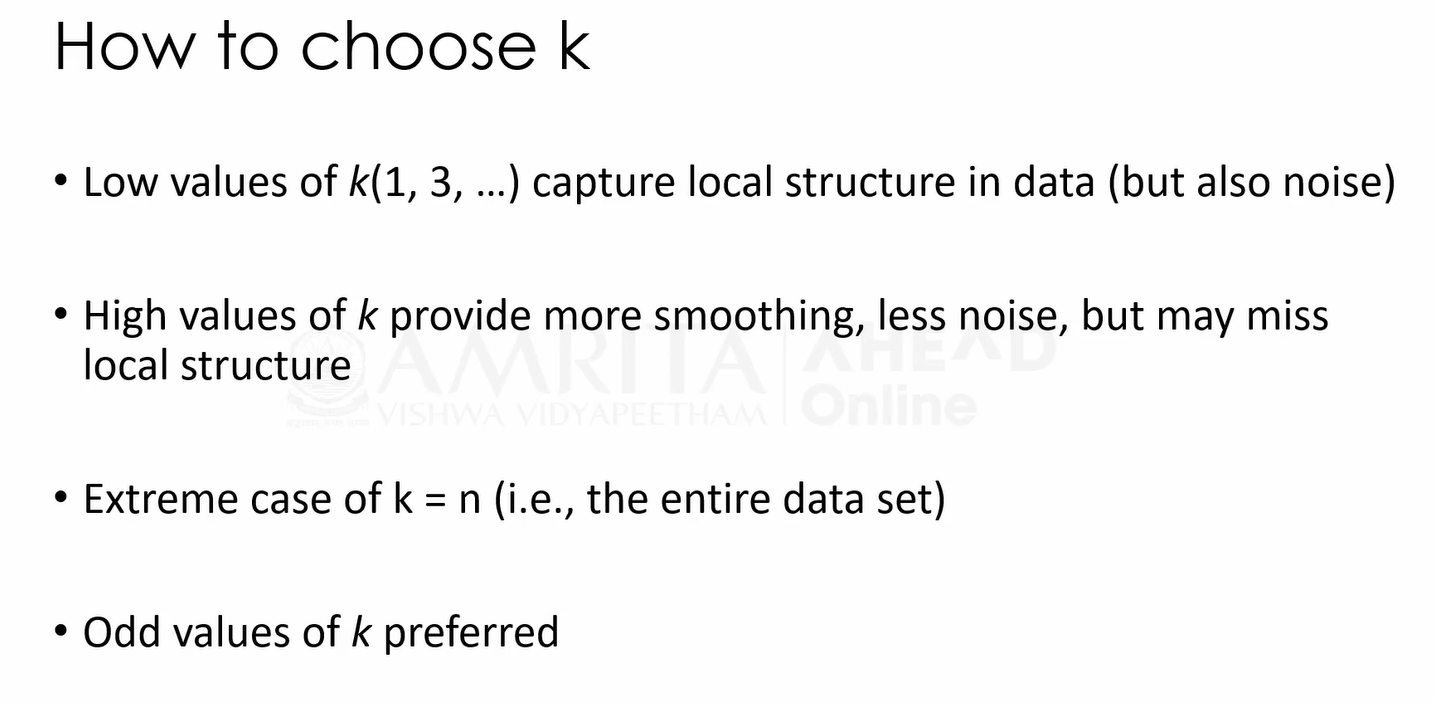 How to choose k
• Low values of k(1, 3, …) capture local structure in data (but also noise)
• High values of k provide more smoothing, less noise, but may miss
local structure
AMRITA
VISHWA VIDYAPEETHAM
AHEAD
Online
• Extreme case of k = n (i.e., the entire data set)
• Odd values of k preferred